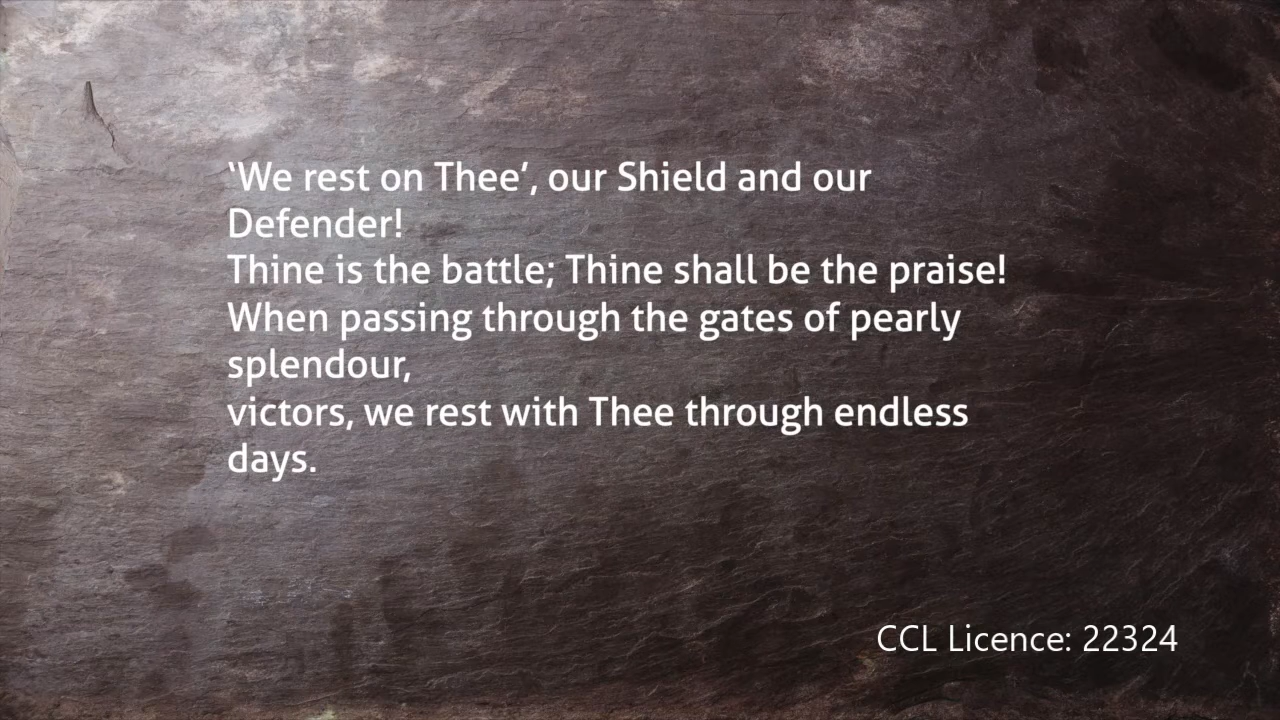 ‘We rest on Thee’, our Shield and our
Defender!
Thine is the battle; Thine shall be the praise!
When passing through the gates of pearly
splendour,
victors, we rest with Thee through endless
days.
CCL Licence: 22324